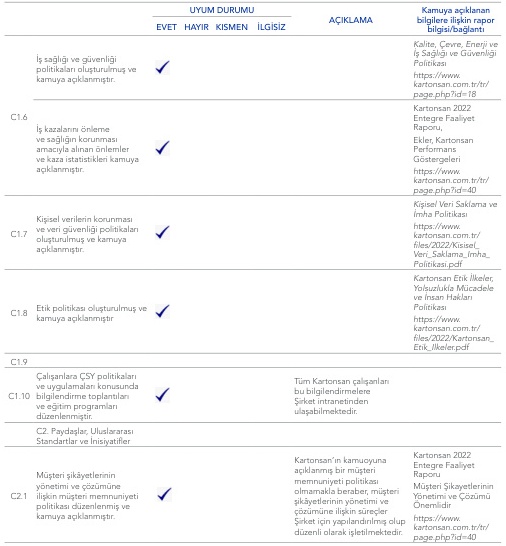 UYUM DURUMU
EVET HAYIR KISMEN İLGİSİZ
AÇIKLAMA
Kamuya açıklanan
bilgilere ilişkin rapor
bilgisi/bağlantı
C1.6
İş sağlığı ve güvenliği
politikaları oluşturulmuş ve
kamuya açıklanmıştır.
Kalite, Çevre, Enerji ve
İş Sağlığı ve Güvenliği
Politikası
https://www.
kartonsan.com.tr/tr/
page.php?id=18
İş kazalarını önleme
ve sağlığın korunması
amacıyla alınan önlemler
ve kaza istatistikleri kamuya
açıklanmıştır.
Kartonsan 2022
Entegre Faaliyet
Raporu,
Ekler, Kartonsan
Performans
Göstergeleri
https://www.
kartonsan.com.tr/tr/
page.php?id=40
C1.7
Kişisel verilerin korunması
ve veri güvenliği politikaları
oluşturulmuş ve kamuya
açıklanmıştır.
Kişisel Veri Saklama ve
İmha Politikası
https://www.
kartonsan.com.tr/
files/2022/Kisisel_
Veri_Saklama_Imha_
Politikasi.pdf
C1.8
Etik politikası oluşturulmuş ve
kamuya açıklanmıştır
Kartonsan Etik İlkeler,
Yolsuzlukla Mücadele
ve İnsan Hakları
Politikası
https://www.
kartonsan.com.tr/
files/2022/Kartonsan_
Etik_Ilkeler.pdf
C1.9
C1.10
Çalışanlara ÇSY politikaları
ve uygulamaları konusunda
bilgilendirme toplantıları
ve eğitim programları
düzenlenmiştir.
Tüm Kartonsan çalışanları
bu bilgilendirmelere
Şirket intranetinden
ulaşabilmektedir.
C2. Paydaşlar, Uluslararası
Standartlar ve İnisiyatifler
C2.1
Müşteri şikâyetlerinin
yönetimi ve çözümüne
ilişkin müşteri memnuniyeti
politikası düzenlenmiş ve
kamuya açıklanmıştır.
Kartonsan'ın kamuoyuna
açıklanmış bir müşteri
memnuniyeti politikası
olmamakla beraber, müşteri
şikâyetlerinin yönetimi ve
çözümüne ilişkin süreçler
Şirket için yapılandırılmış olup
düzenli olarak işletilmektedir.
Kartonsan 2022
Entegre Faaliyet
Raporu
Müşteri Şikayetlerinin
Yönetimi ve Çözümü
Önemlidir
https://www.
kartonsan.com.tr/tr/
page.php?id=40